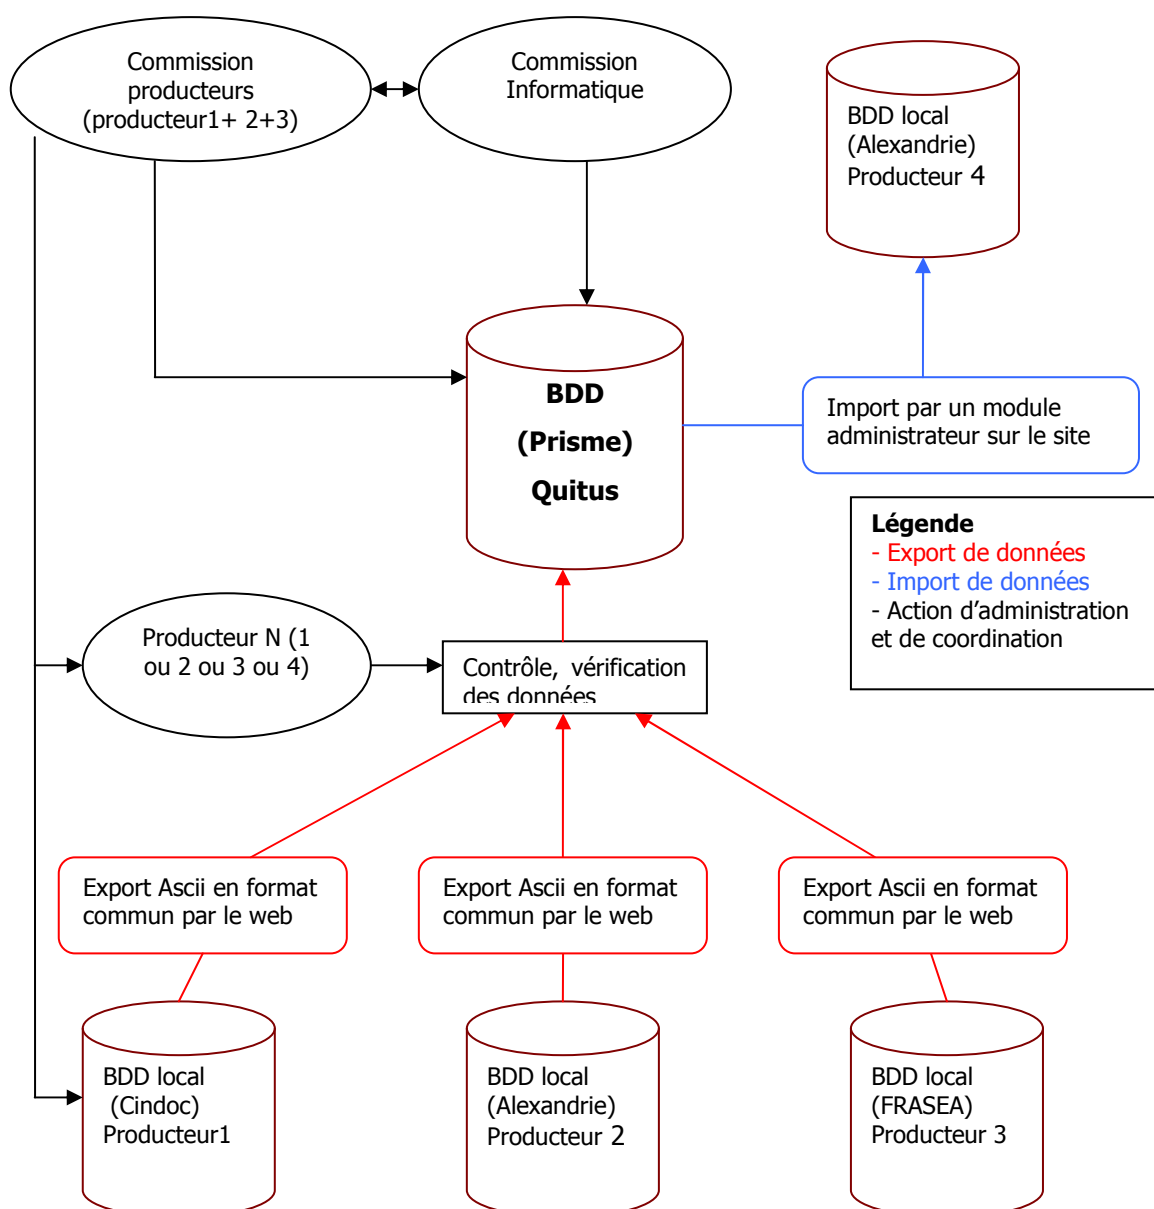 Commission
producteurs
(producteur1+ 2+3)
Commission
Informatique
BDD local
(Alexandrie)
Producteur 4
BDD
(Prisme)
Quitus
Import par un module
administrateur sur le site
Légende
- Export de données
- Import de données
- Action d’administration
et de coordination
Producteur N (1
ou 2 ou 3 ou 4)
Contrôle, vérification
des données
Export Ascii en format
commun par le web
Export Ascii en format
commun par le web
Export Ascii en format
commun par le web
BDD local
(Cindoc)
Producteur1
BDD local
(Alexandrie)
Producteur 2
BDD local
(FRASEA)
Producteur 3